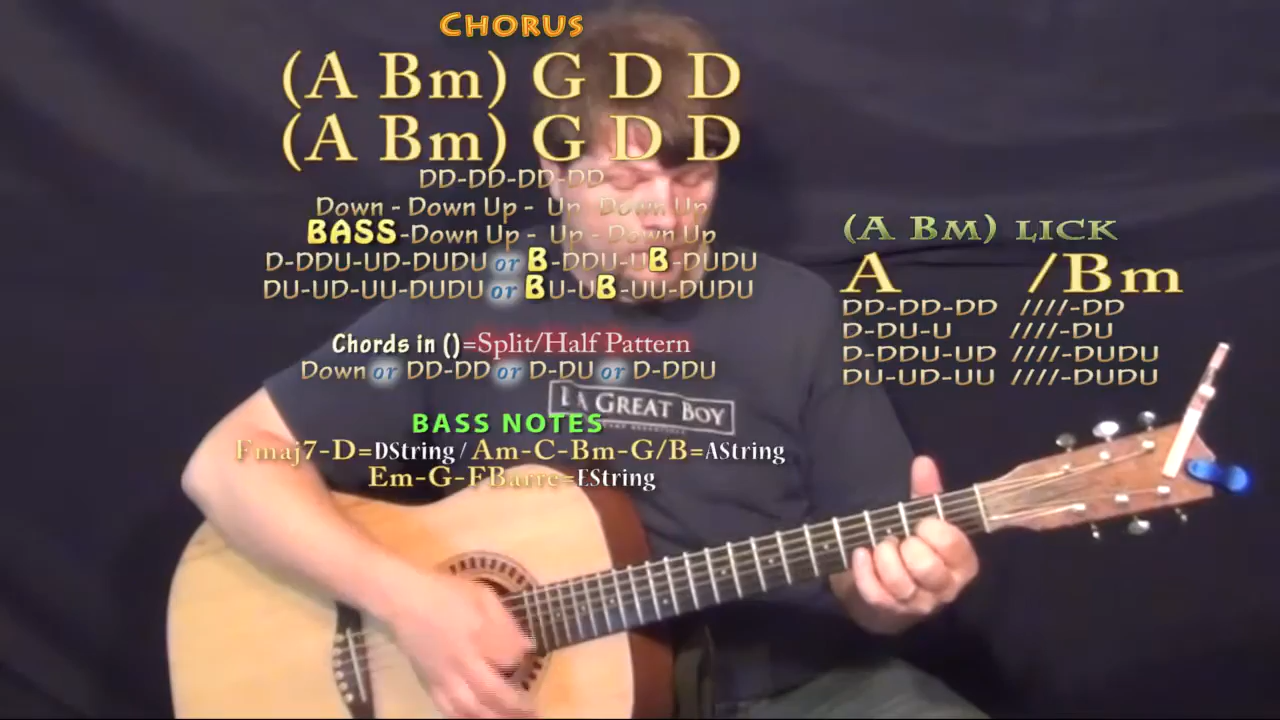 CHORUS
(A Bm) G D D
(A Bm) G D D
DD-DD-DD-DD
Down - Down Up - Up - Down Up
BASS-Down Up - Up - Down Up
D-DDU-UD-DUDU or B-DDU-UB-DUDU
DU-UD-UU-DUDU or BU-UB-UU-DUDU
Chords in ()=Split/Half Pattern
Down or DD-DD or D-DU or D-DDU
BASS NOTES
Fmaj7-D=DString / Am-C-Bm-G/B=AString
Em-G-FBarre=EString
(A Bm) LICK
A /Bm
DD-DD-DD ////-DD
D-DU-U ////-DU
D-DDU-UD ////-DUDU
DU-UD-UU ////-DUDU
GREAT BOY